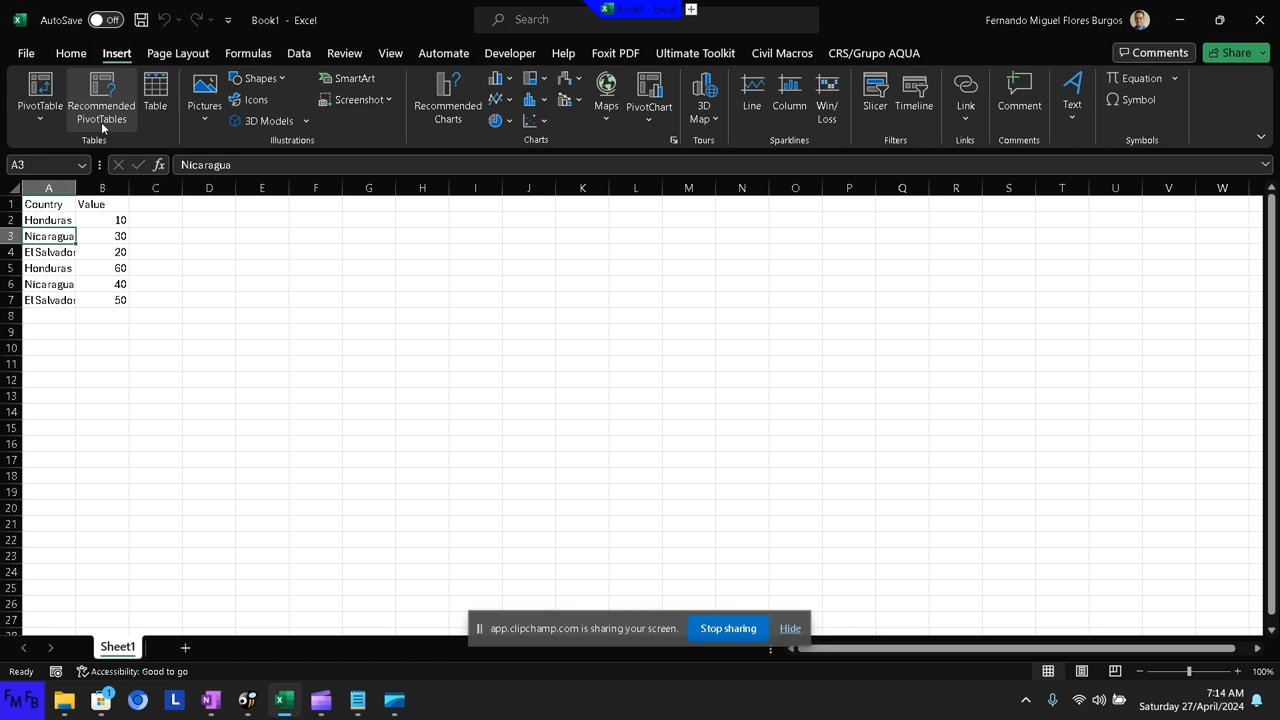 Book1 - Excel
AutoSave Off Book1 - Excel Search Fernando Miguel Flores Burgos
File Home Insert Page Layout Formulas Data Review View Automate Developer Help Foxit PDF Ultimate Toolkit Civil Macros CRS/Grupo AQUA Comments Share
PivotTable Recommended PivotTables Table Pictures Shapes Icons 3D Models SmartArt Screenshot Recommended Charts Maps PivotChart 3D Map Line Column Win/Loss Slicer Timeline Link Comment Text Equation Symbol
Tables Illustrations Charts Tours Sparklines Filters Links Comments Symbols
A3 fx Nicaragua
A B C D E F G H I J K L M N O P Q R S T U V W
1 Country Value
2 Honduras 10
3 Nicaragua 30
4 El Salvador 20
5 Honduras 60
6 Nicaragua 40
7 El Salvador 50
8
9
10
11
12
13
14
15
16
17
18
19
20
21
22
23
24
25
26
27
28
app.clipchamp.com is sharing your screen. Stop sharing Hide
Sheet1
Ready Accessibility: Good to go 100%
FM FB 1 L N 7:14 AM
Saturday 27/April/2024